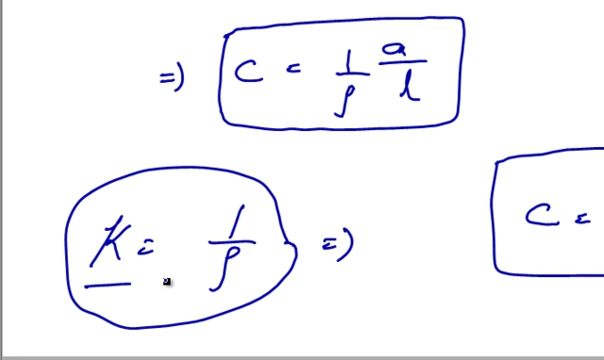 =) C = 1/ρ a/l
K = 1/ρ =) C =